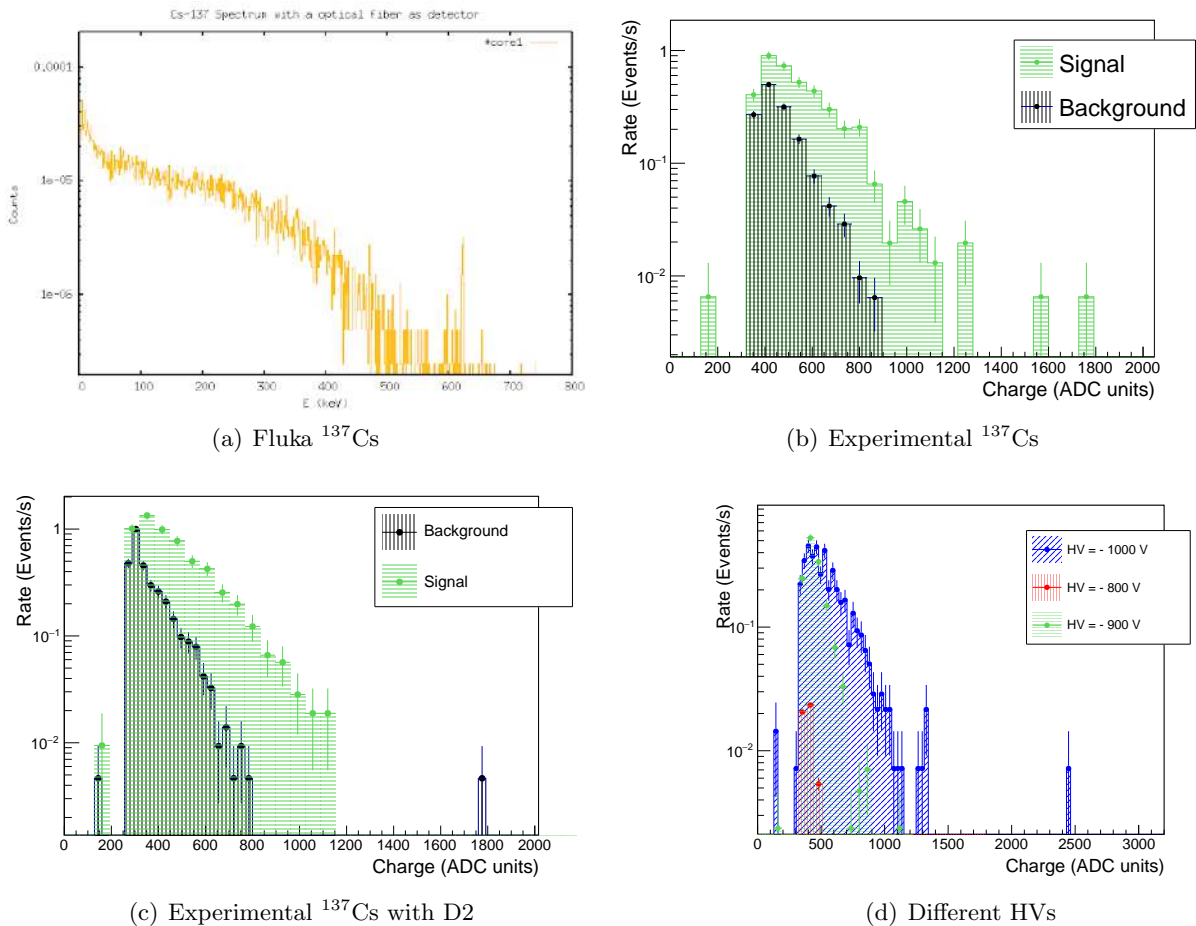 Cs-137 Spectrum with a optical fiber as detector
*core1
0.0001
1e-05
1e-06
Counts
0 100 200 300 400 500 600 700 800
E (keV)
(a) Fluka ¹³⁷Cs
Rate (Events/s)
1
10⁻¹
10⁻²
Signal
Background
0 200 400 600 800 1000 1200 1400 1600 1800 2000
Charge (ADC units)
(b) Experimental ¹³⁷Cs
Rate (Events/s)
1
10⁻¹
10⁻²
Background
Signal
0 200 400 600 800 1000 1200 1400 1600 1800 2000
Charge (ADC units)
(c) Experimental ¹³⁷Cs with D2
Rate (Events/s)
10⁻¹
10⁻²
HV = - 1000 V
HV = - 800 V
HV = - 900 V
0 500 1000 1500 2000 2500 3000
Charge (ADC units)
(d) Different HVs